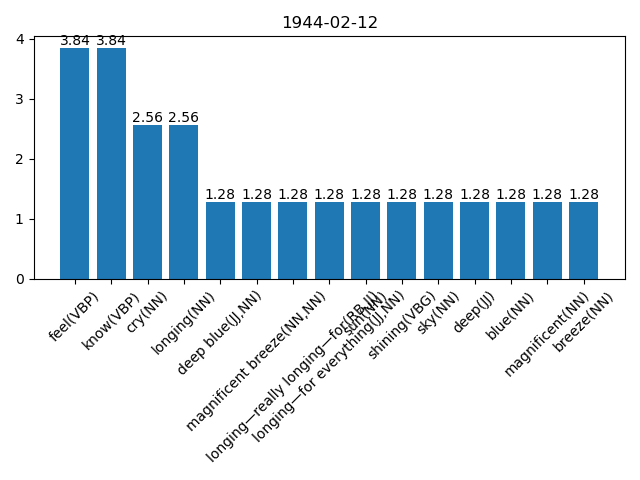 1944-02-12
4
3
2
1
0
3.84
3.84
2.56
2.56
1.28
1.28
1.28
1.28
1.28
1.28
1.28
1.28
1.28
1.28
1.28
feel(VBP)
know(VBP)
cry(NN)
longing(NN)
deep blue(JJ,NN)
magnificent breeze(NN,NN)
longing—really longing—for(RB,JJ)
longing—for everything(JJ,NN)
sun(NN)
shining(VBG)
sky(NN)
deep(JJ)
blue(NN)
magnificent(NN)
breeze(NN)